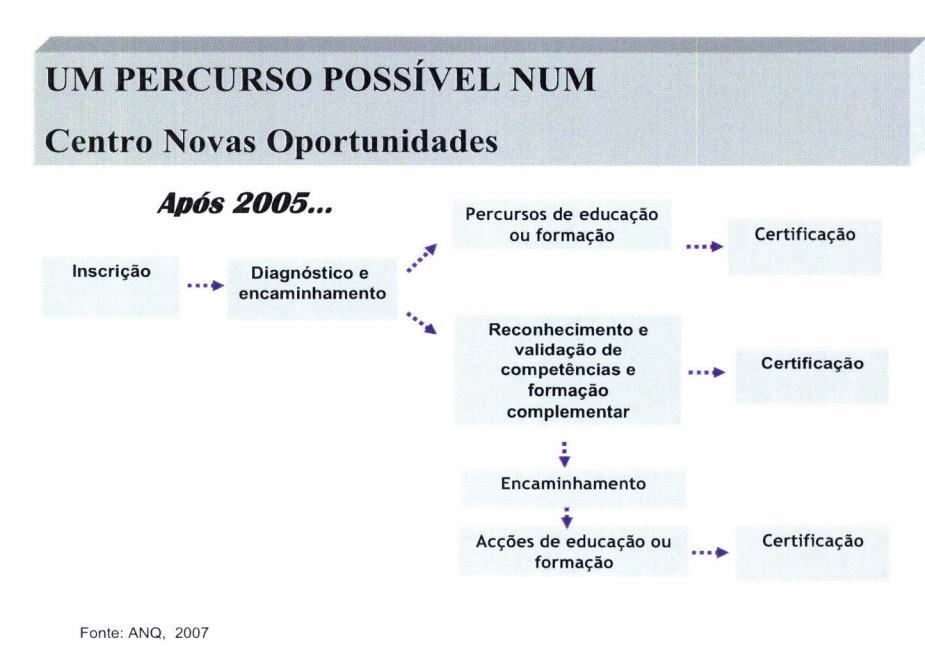 UM PERCURSO POSSÍVEL NUM
Centro Novas Oportunidades
Após 2005...
Percursos de educação
ou formação
Certificação
Inscrição
Diagnóstico e
encaminhamento
Reconhecimento e
validação de
competências e
formação
complementar
Certificação
Encaminhamento
Acções de educação ou
formação
Certificação
Fonte: ANQ, 2007